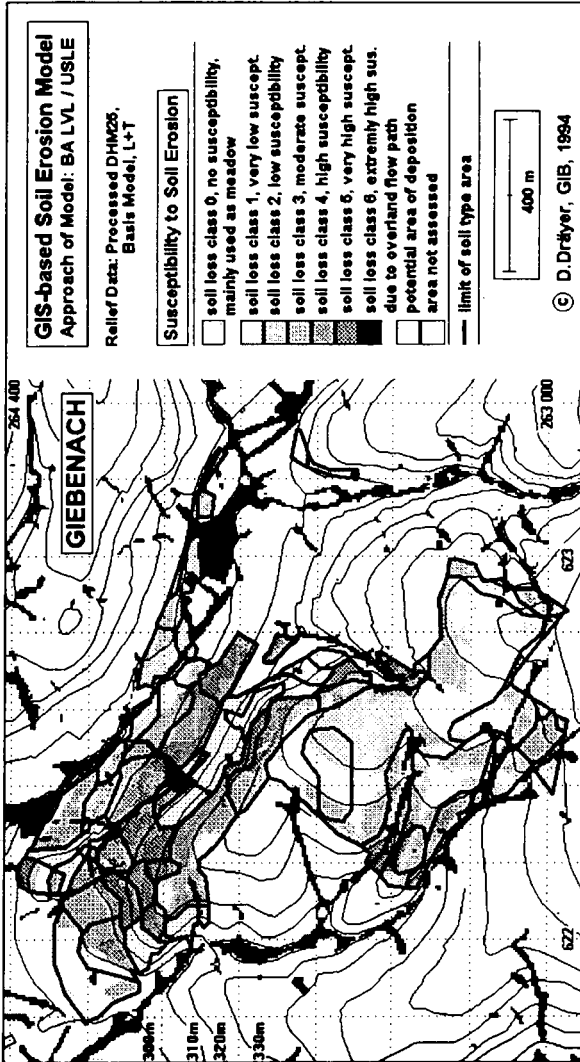 GIS-based Soil Erosion Model
Approach of Model: BA LVL / USLE
Relief Data: Processed DHM25,
Basis Model, L+T
Susceptibility to Soil Erosion
soil loss class 0, no susceptibility,
mainly used as meadow
soil loss class 1, very low suscept.
soil loss class 2, low susceptibility
soil loss class 3, moderate suscept.
soil loss class 4, high susceptibility
soil loss class 5, very high suscept.
soil loss class 6, extremly high sus.
due to overland flow path
potential area of deposition
area not assessed
limit of soil type area
400 m
© D.Dräyer, GIB, 1994
GIEBENACH
264 400
263 000
623
622
300m
310m
320m
330m